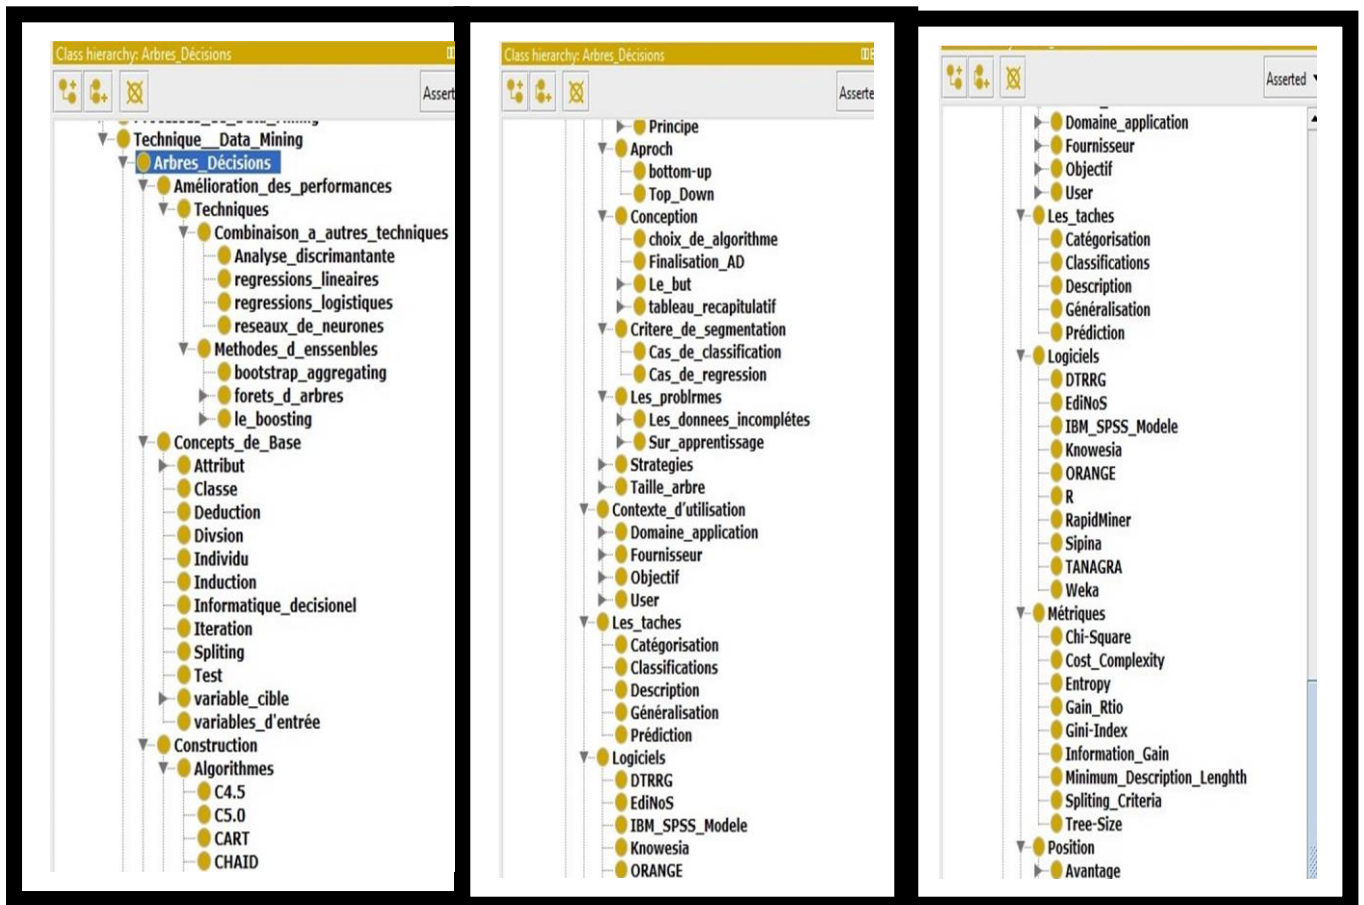 Class hierarchy: Arbres_Décisions
Assert
Technique__Data_Mining
Arbres_Décisions
Amélioration_des_performances
Techniques
Combinaison_a_autres_techniques
Analyse_discrimantante
regressions_lineaires
regressions_logistiques
reseaux_de_neurones
Methodes_d_enssenbles
bootstrap_aggregating
forets_d_arbres
le_boosting
Concepts_de_Base
Attribut
Classe
Deduction
Divsion
Individu
Induction
Informatique_decisionel
Iteration
Spliting
Test
variable_cible
variables_d'entrée
Construction
Algorithmes
C4.5
C5.0
CART
CHAID
Class hierarchy: Arbres_Décisions
Asserte
Principe
Aproch
bottom-up
Top_Down
Conception
choix_de_algorithme
Finalisation_AD
Le_but
tableau_recapitulatif
Critere_de_segmentation
Cas_de_classification
Cas_de_regression
Les_problrmes
Les_donnees_incomplétes
Sur_apprentissage
Strategies
Taille_arbre
Contexte_d'utilisation
Domaine_application
Fournisseur
Objectif
User
Les_taches
Catégorisation
Classifications
Description
Généralisation
Prédiction
Logiciels
DTRRG
EdiNoS
IBM_SPSS_Modele
Knowesia
ORANGE
Asserted
Domaine_application
Fournisseur
Objectif
User
Les_taches
Catégorisation
Classifications
Description
Généralisation
Prédiction
Logiciels
DTRRG
EdiNoS
IBM_SPSS_Modele
Knowesia
ORANGE
R
RapidMiner
Sipina
TANAGRA
Weka
Métriques
Chi-Square
Cost_Complexity
Entropy
Gain_Rtio
Gini-Index
Information_Gain
Minimum_Description_Lenghth
Spliting_Criteria
Tree-Size
Position
Avantage